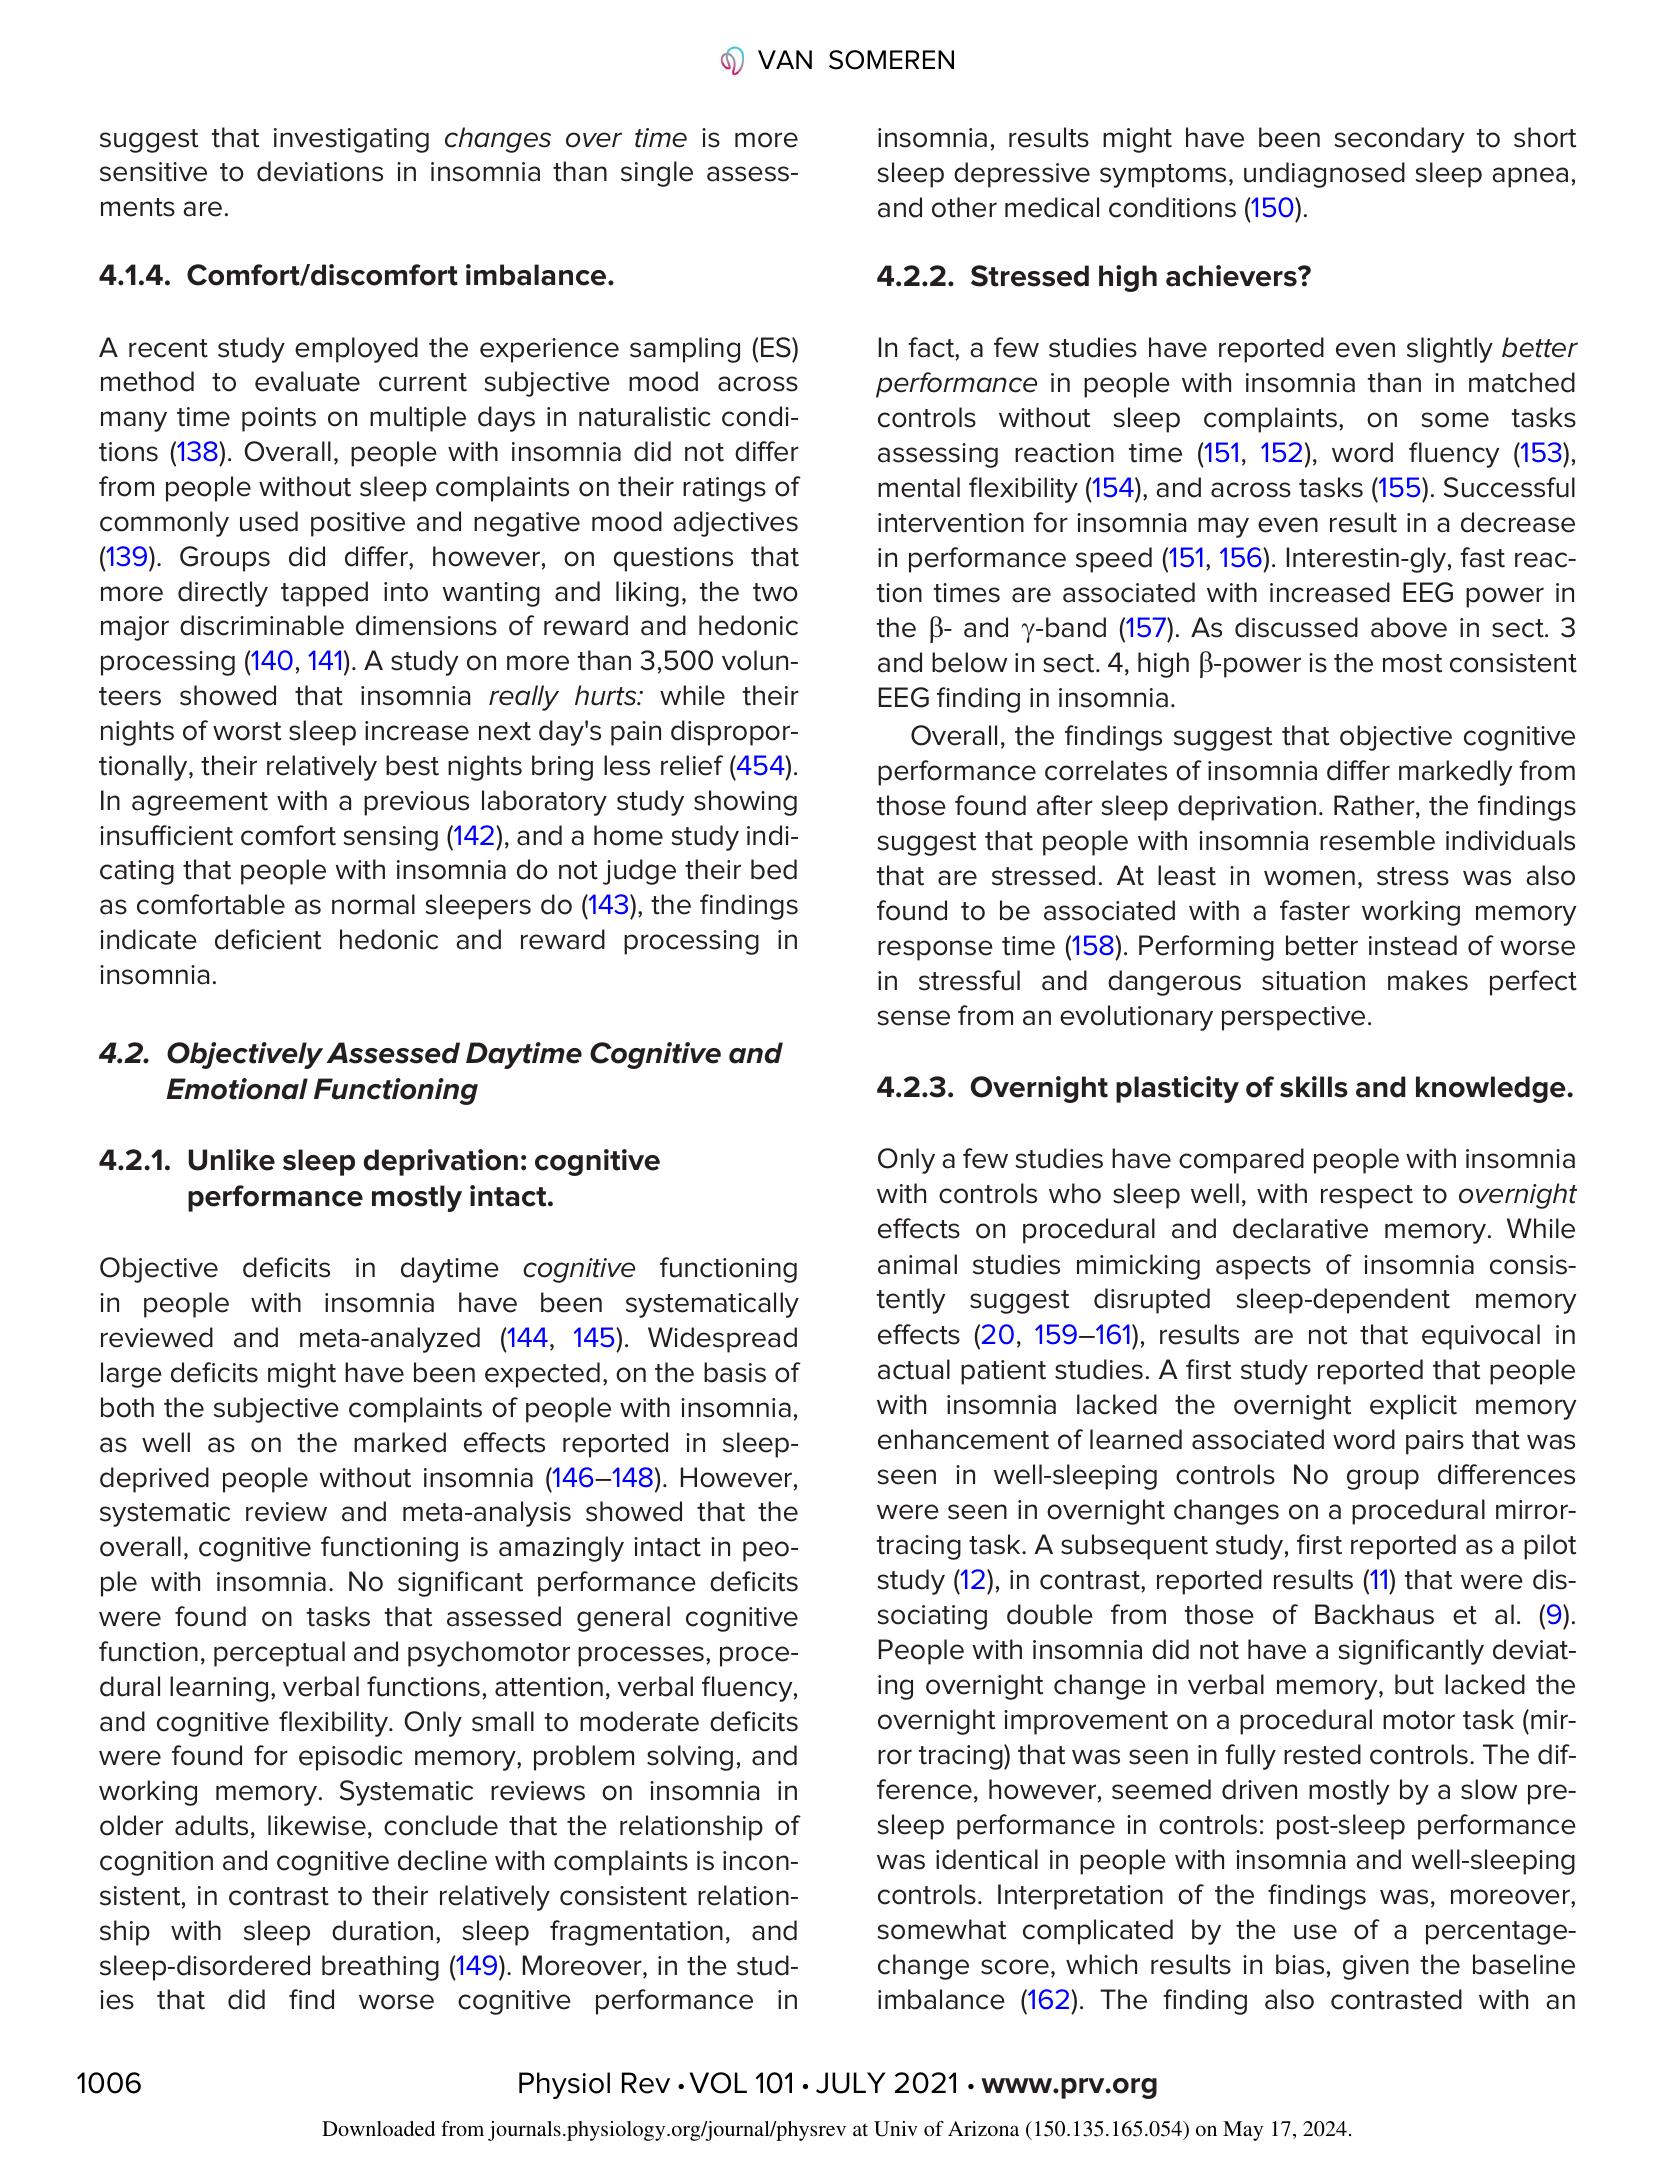 VAN SOMEREN
suggest that investigating changes over time is more
sensitive to deviations in insomnia than single assess-
ments are.
4.1.4. Comfort/discomfort imbalance.
A recent study employed the experience sampling (ES)
method to evaluate current subjective mood across
many time points on multiple days in naturalistic condi-
tions (138). Overall, people with insomnia did not differ
from people without sleep complaints on their ratings of
commonly used positive and negative mood adjectives
(139). Groups did differ, however, on questions that
more directly tapped into wanting and liking, the two
major discriminable dimensions of reward and hedonic
processing (140, 141). A study on more than 3,500 volun-
teers showed that insomnia really hurts: while their
nights of worst sleep increase next day's pain dispropor-
tionally, their relatively best nights bring less relief (454).
In agreement with a previous laboratory study showing
insufficient comfort sensing (142), and a home study indi-
cating that people with insomnia do not judge their bed
as comfortable as normal sleepers do (143), the findings
indicate deficient hedonic and reward processing in
insomnia.
4.2. Objectively Assessed Daytime Cognitive and
Emotional Functioning
4.2.1. Unlike sleep deprivation: cognitive
performance mostly intact.
Objective deficits in daytime cognitive functioning
in people with insomnia have been systematically
reviewed and meta-analyzed (144, 145). Widespread
large deficits might have been expected, on the basis of
both the subjective complaints of people with insomnia,
as well as on the marked effects reported in sleep-
deprived people without insomnia (146–148). However,
systematic review and meta-analysis showed that the
overall, cognitive functioning is amazingly intact in peo-
ple with insomnia. No significant performance deficits
were found on tasks that assessed general cognitive
function, perceptual and psychomotor processes, proce-
dural learning, verbal functions, attention, verbal fluency,
and cognitive flexibility. Only small to moderate deficits
were found for episodic memory, problem solving, and
working memory. Systematic reviews on insomnia in
older adults, likewise, conclude that the relationship of
cognition and cognitive decline with complaints is incon-
sistent, in contrast to their relatively consistent relation-
ship with sleep duration, sleep fragmentation, and
sleep-disordered breathing (149). Moreover, in the stud-
ies that did find worse cognitive performance in
insomnia, results might have been secondary to short
sleep depressive symptoms, undiagnosed sleep apnea,
and other medical conditions (150).
4.2.2. Stressed high achievers?
In fact, a few studies have reported even slightly better
performance in people with insomnia than in matched
controls without sleep complaints, on some tasks
assessing reaction time (151, 152), word fluency (153),
mental flexibility (154), and across tasks (155). Successful
intervention for insomnia may even result in a decrease
in performance speed (151, 156). Interestin-gly, fast reac-
tion times are associated with increased EEG power in
the β- and γ-band (157). As discussed above in sect. 3
and below in sect. 4, high β-power is the most consistent
EEG finding in insomnia.
Overall, the findings suggest that objective cognitive
performance correlates of insomnia differ markedly from
those found after sleep deprivation. Rather, the findings
suggest that people with insomnia resemble individuals
that are stressed. At least in women, stress was also
found to be associated with a faster working memory
response time (158). Performing better instead of worse
in stressful and dangerous situation makes perfect
sense from an evolutionary perspective.
4.2.3. Overnight plasticity of skills and knowledge.
Only a few studies have compared people with insomnia
with controls who sleep well, with respect to overnight
effects on procedural and declarative memory. While
animal studies mimicking aspects of insomnia consis-
tently suggest disrupted sleep-dependent memory
effects (20, 159–161), results are not that equivocal in
actual patient studies. A first study reported that people
with insomnia lacked the overnight explicit memory
enhancement of learned associated word pairs that was
seen in well-sleeping controls No group differences
were seen in overnight changes on a procedural mirror-
tracing task. A subsequent study, first reported as a pilot
study (12), in contrast, reported results (11) that were dis-
sociating double from those of Backhaus et al. (9).
People with insomnia did not have a significantly deviat-
ing overnight change in verbal memory, but lacked the
overnight improvement on a procedural motor task (mir-
ror tracing) that was seen in fully rested controls. The dif-
ference, however, seemed driven mostly by a slow pre-
sleep performance in controls: post-sleep performance
was identical in people with insomnia and well-sleeping
controls. Interpretation of the findings was, moreover,
somewhat complicated by the use of a percentage-
change score, which results in bias, given the baseline
imbalance (162). The finding also contrasted with an
1006
Physiol Rev • VOL 101 • JULY 2021 • www.prv.org
Downloaded from journals.physiology.org/journal/physrev at Univ of Arizona (150.135.165.054) on May 17, 2024.